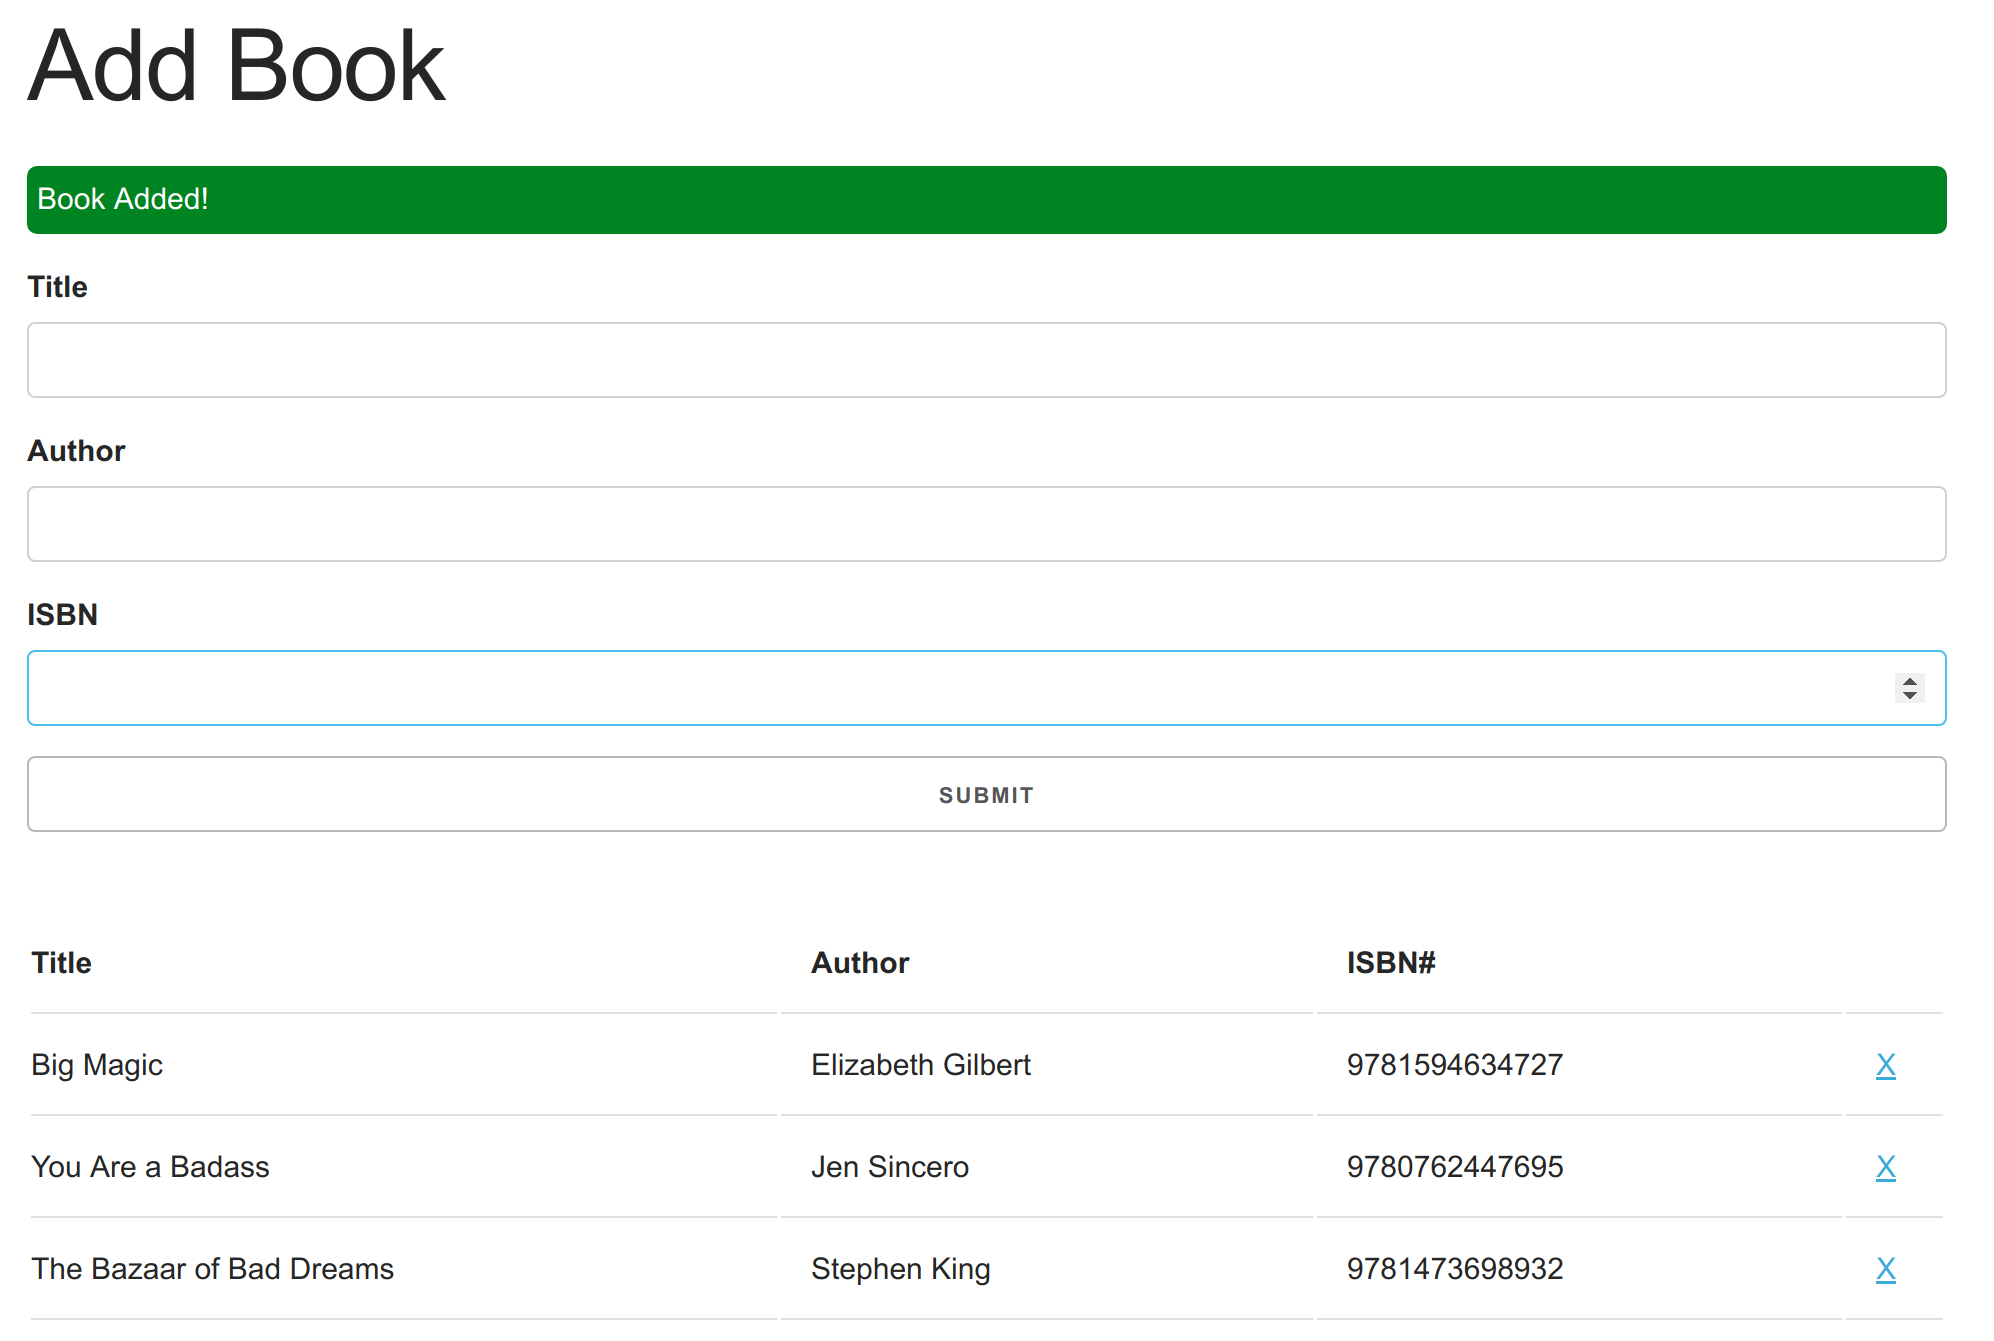 Add Book
Book Added!
Title
Author
ISBN
SUBMIT
Title Author ISBN#
Big Magic Elizabeth Gilbert 9781594634727 X
You Are a Badass Jen Sincero 9780762447695 X
The Bazaar of Bad Dreams Stephen King 9781473698932 X